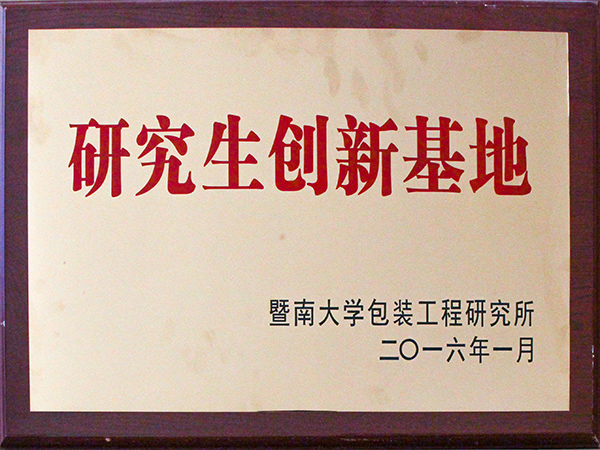 研究生创新基地
暨南大学包装工程研究所
二〇一六年一月